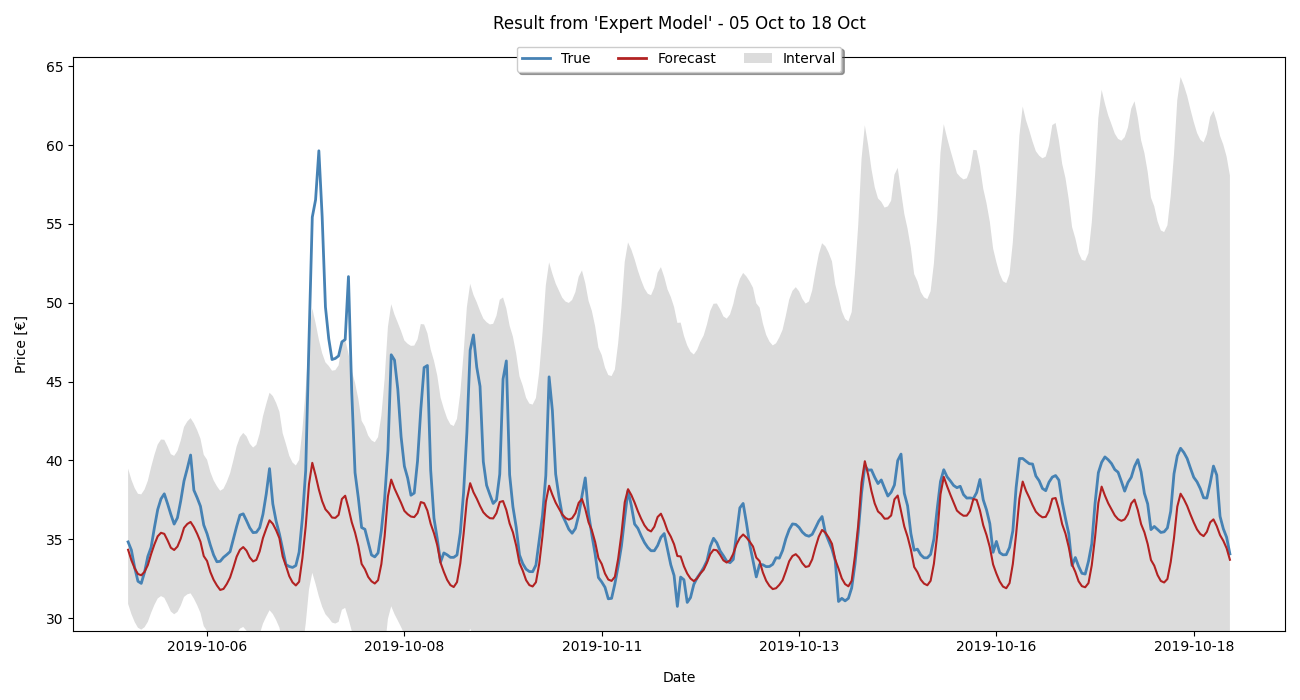 Result from 'Expert Model' - 05 Oct to 18 Oct
True Forecast Interval
65
60
55
50
45
40
35
30
Price [€]
2019-10-06 2019-10-08 2019-10-11 2019-10-13 2019-10-16 2019-10-18
Date